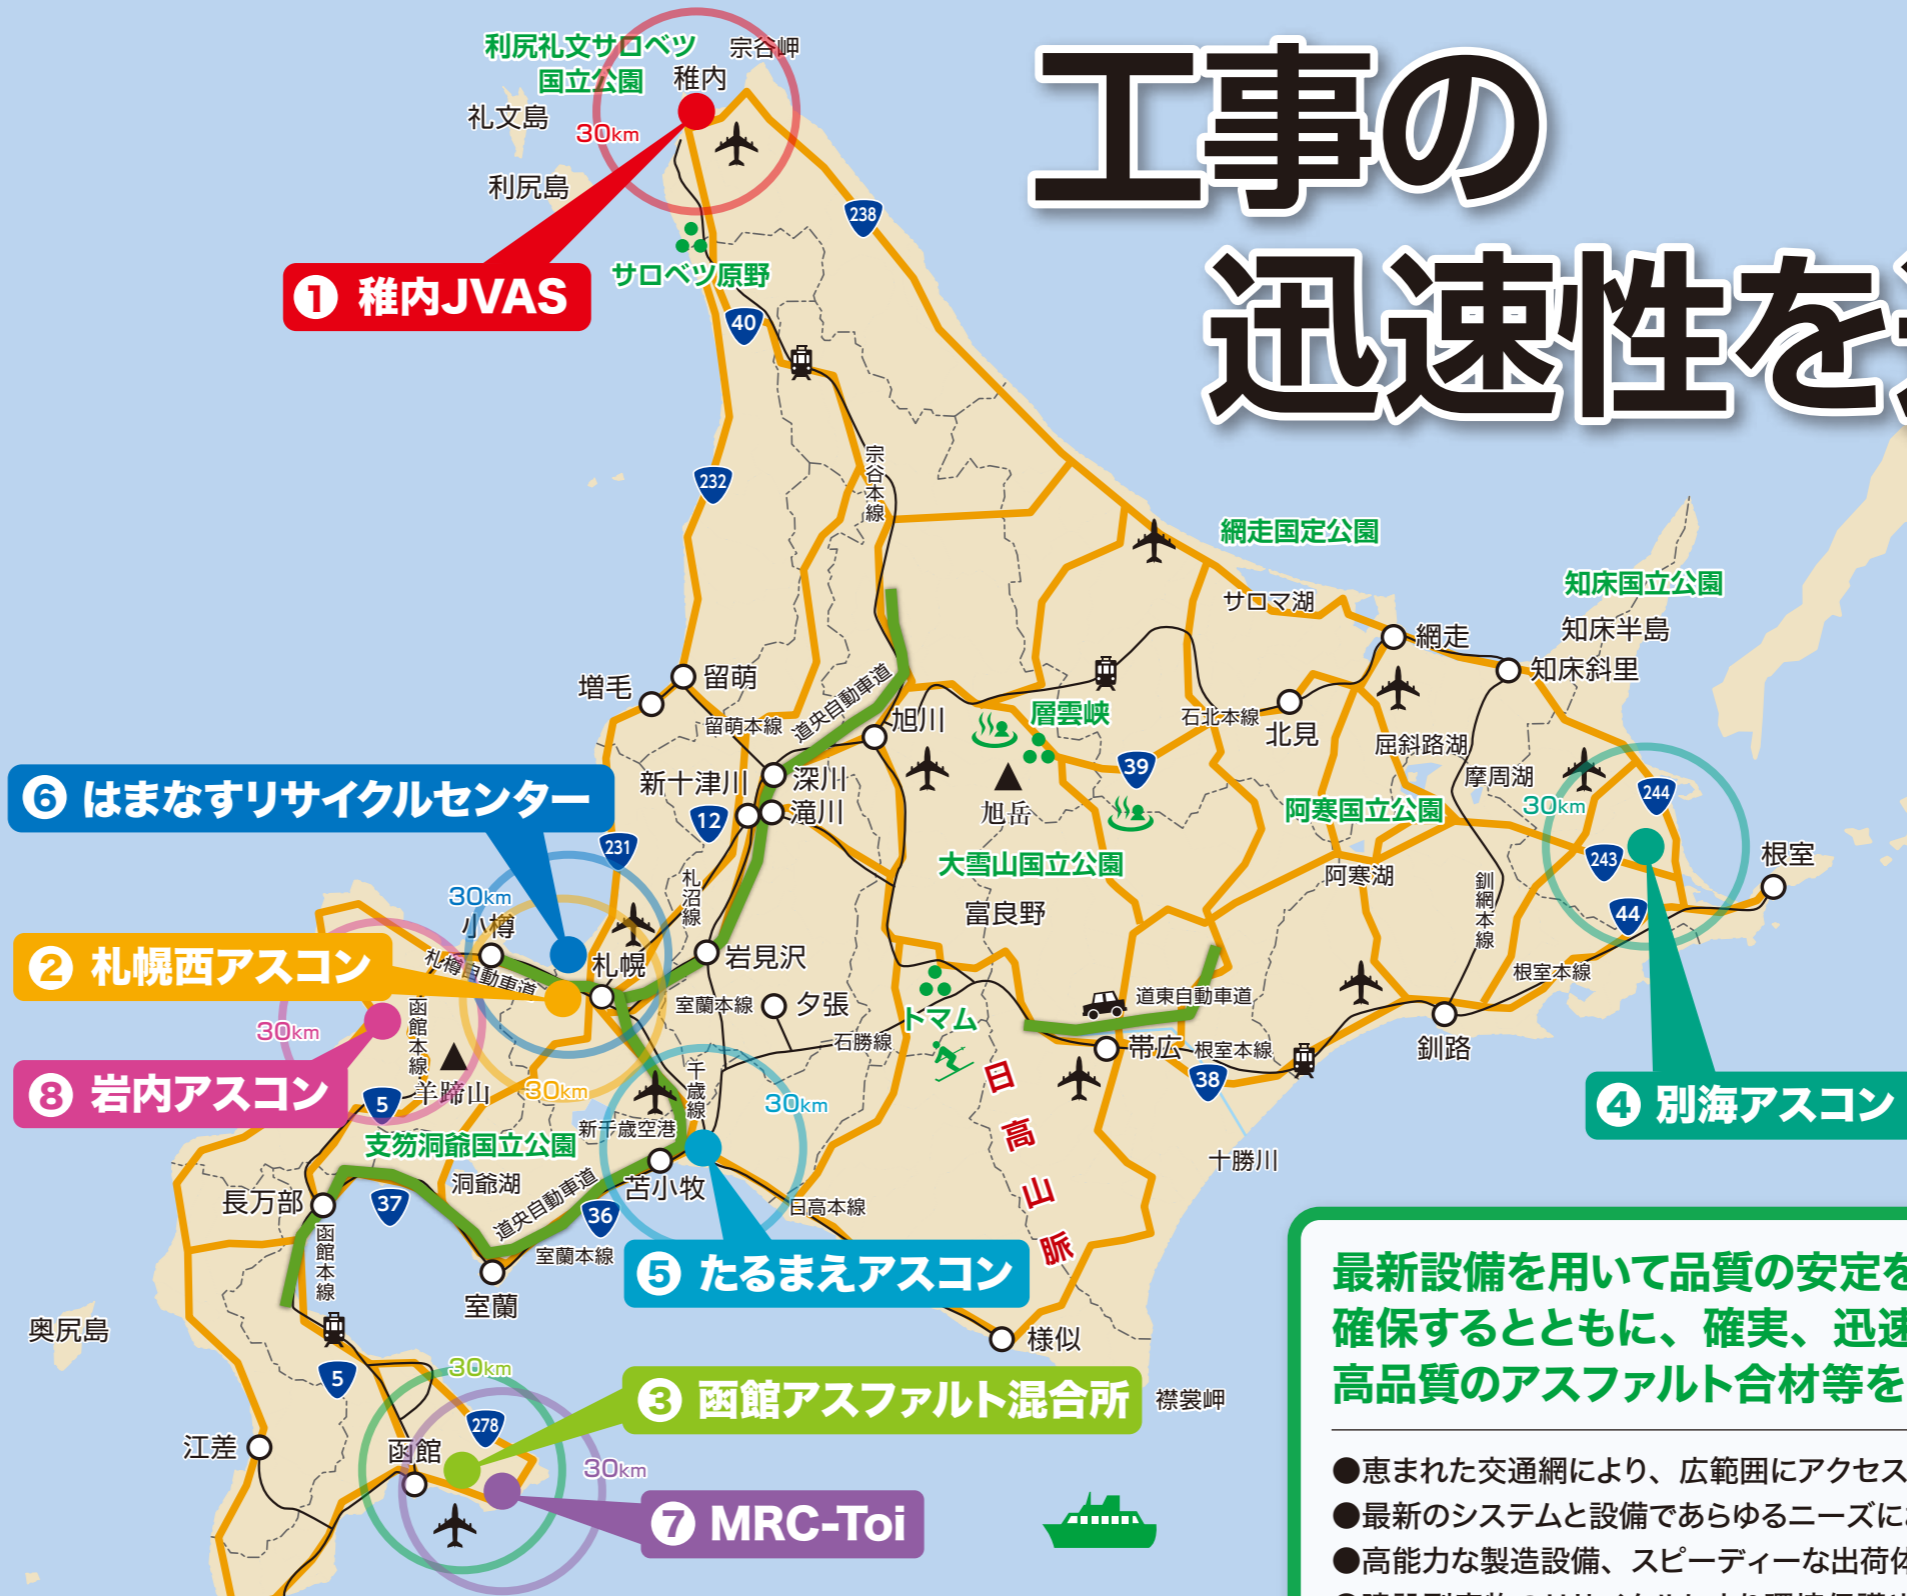 工事の
迅速性を
利尻礼文サロベツ
国立公園
宗谷岬
稚内
礼文島
30km
利尻島
238
❶ 稚内JVAS
サロベツ原野
40
232
宗谷本線
網走国定公園
知床国立公園
サロマ湖
知床半島
網走
知床斜里
増毛
留萌
留萌本線
道央自動車道
旭川
層雲峡
石北本線
北見
屈斜路湖
摩周湖
39
新十津川
深川
滝川
12
旭岳
大雪山国立公園
阿寒国立公園
阿寒湖
30km
244
243
44
根室
釧網本線
根室本線
釧路
❻ はまなすリサイクルセンター
231
札沼線
30km
小樽
札樽自動車道
札幌
岩見沢
富良野
❷ 札幌西アスコン
室蘭本線
夕張
石勝線
トマム
道東自動車道
帯広
根室本線
38
30km
函館本線
羊蹄山
❽ 岩内アスコン
5
30km
千歳線
30km
日高山脈
十勝川
❹ 別海アスコン
支笏洞爺国立公園
新千歳空港
洞爺湖
苫小牧
長万部
37
道央自動車道
36
日高本線
函館本線
室蘭本線
室蘭
❺ たるまえアスコン
奥尻島
様似
襟裳岬
30km
5
❸ 函館アスファルト混合所
278
江差
函館
30km
❼ MRC-Toi
最新設備を用いて品質の安定を
確保するとともに、確実、迅速
高品質のアスファルト合材等を
●恵まれた交通網により、広範囲にアクセス
●最新のシステムと設備であらゆるニーズに
●高能力な製造設備、スピーディーな出荷体